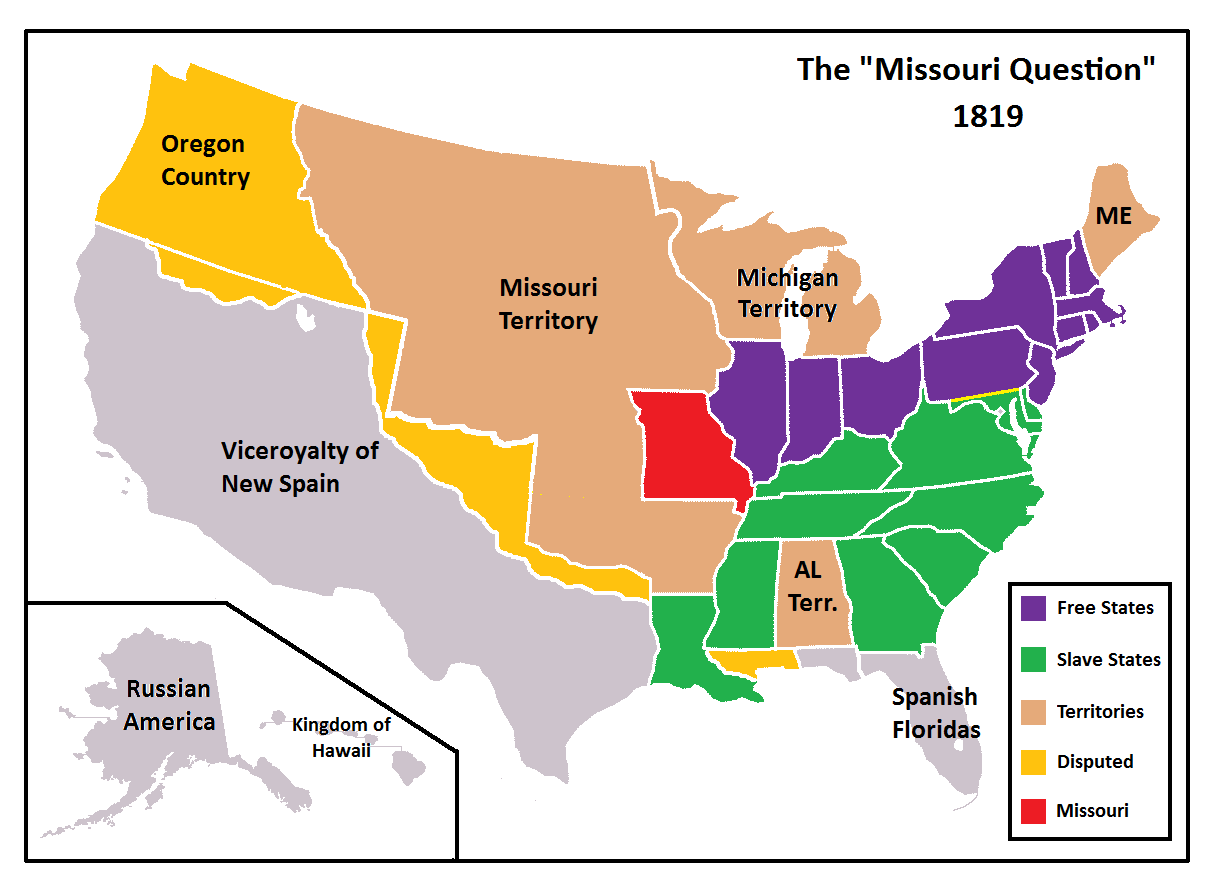 The "Missouri Question"
1819
Oregon
Country
ME
Missouri
Territory
Michigan
Territory
Viceroyalty of
New Spain
AL
Terr.
Free States
Slave States
Territories
Disputed
Missouri
Spanish
Floridas
Russian
America
Kingdom of
Hawaii